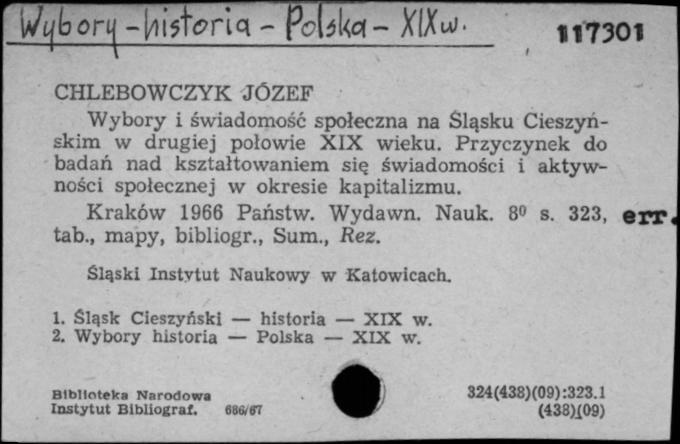 Wybory - historia - Polska - XIX w.
117301
CHLEBOWCZYK JÓZEF
Wybory i świadomość społeczna na Śląsku Cieszyń-
skim w drugiej połowie XIX wieku. Przyczynek do
badań nad kształtowaniem się świadomości i aktyw-
ności społecznej w okresie kapitalizmu.
Kraków 1966 Państw. Wydawn. Nauk. 8⁰ s. 323, err.
tab., mapy, bibliogr., Sum., Rez.
Śląski Instytut Naukowy w Katowicach.
1. Śląsk Cieszyński — historia — XIX w.
2. Wybory historia — Polska — XIX w.
Biblioteka Narodowa
Instytut Bibliograf. 686/67
324(438)(09):323.1
(438)(09)